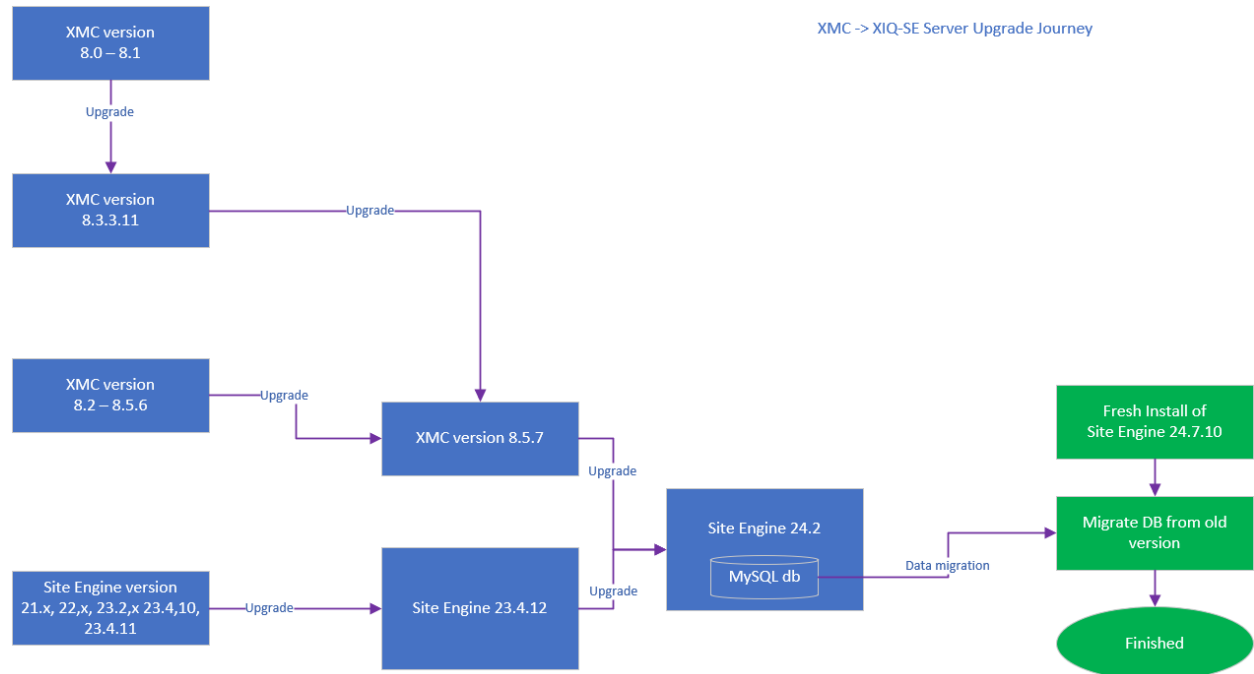 XMC -> XIQ-SE Server Upgrade Journey
XMC version
8.0 – 8.1
Upgrade
XMC version
8.3.3.11
Upgrade
XMC version
8.2 – 8.5.6
Upgrade
XMC version 8.5.7
Upgrade
Site Engine version
21.x, 22,x, 23.2,x 23.4,10,
23.4.11
Upgrade
Site Engine 23.4.12
Upgrade
Site Engine 24.2
MySQL db
Data migration
Fresh Install of
Site Engine 24.7.10
Migrate DB from old
version
Finished